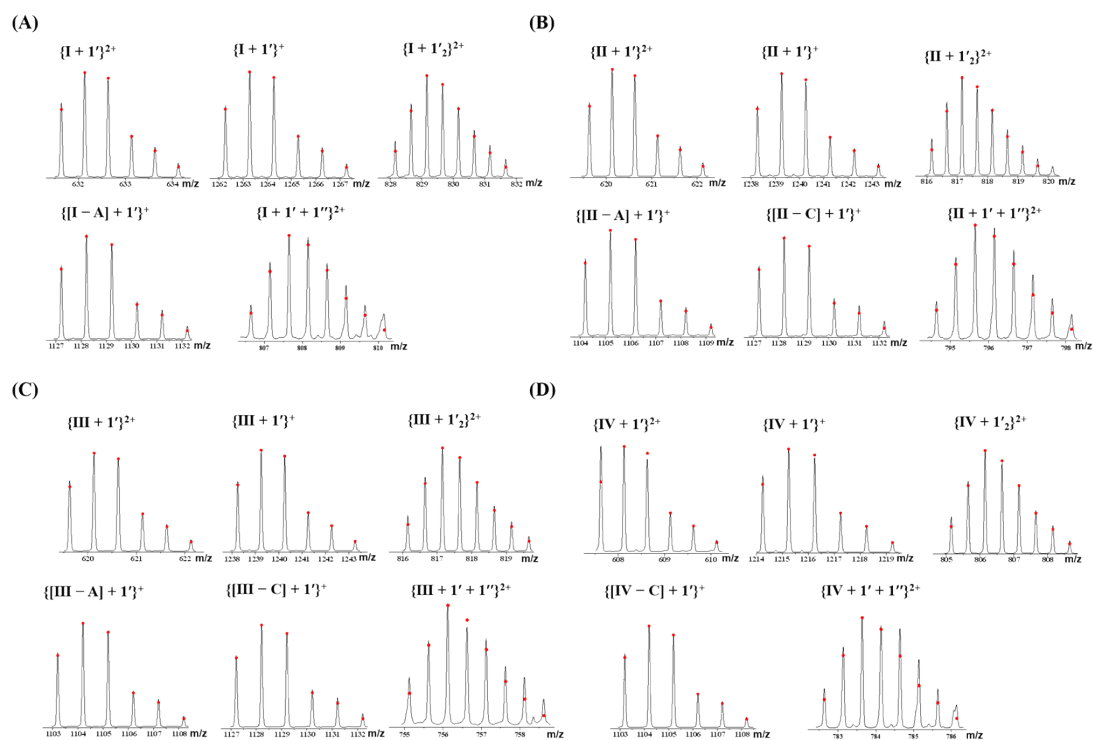 (A)
{I + 1′}²⁺
{I + 1′}⁺
{I + 1′₂}²⁺
632 633 634 m/z
1262 1263 1264 1265 1266 1267 m/z
828 829 830 831 832 m/z
{[I − A] + 1′}⁺
{I + 1′ + 1″}²⁺
1127 1128 1129 1130 1131 1132 m/z
807 808 809 810 m/z
(B)
{II + 1′}²⁺
{II + 1′}⁺
{II + 1′₂}²⁺
620 621 622 m/z
1238 1239 1240 1241 1242 1243 m/z
816 817 818 819 820 m/z
{[II − A] + 1′}⁺
{[II − C] + 1′}⁺
{II + 1′ + 1″}²⁺
1104 1105 1106 1107 1108 1109 m/z
1127 1128 1129 1130 1131 1132 m/z
795 796 797 798 m/z
(C)
{III + 1′}²⁺
{III + 1′}⁺
{III + 1′₂}²⁺
620 621 622 m/z
1238 1239 1240 1241 1242 1243 m/z
816 817 818 819 m/z
{[III − A] + 1′}⁺
{[III − C] + 1′}⁺
{III + 1′ + 1″}²⁺
1103 1104 1105 1106 1107 1108 m/z
1127 1128 1129 1130 1131 1132 m/z
755 756 757 758 m/z
(D)
{IV + 1′}²⁺
{IV + 1′}⁺
{IV + 1′₂}²⁺
608 609 610 m/z
1214 1215 1216 1217 1218 1219 m/z
805 806 807 808 m/z
{[IV − C] + 1′}⁺
{IV + 1′ + 1″}²⁺
1103 1104 1105 1106 1107 1108 m/z
783 784 785 786 m/z